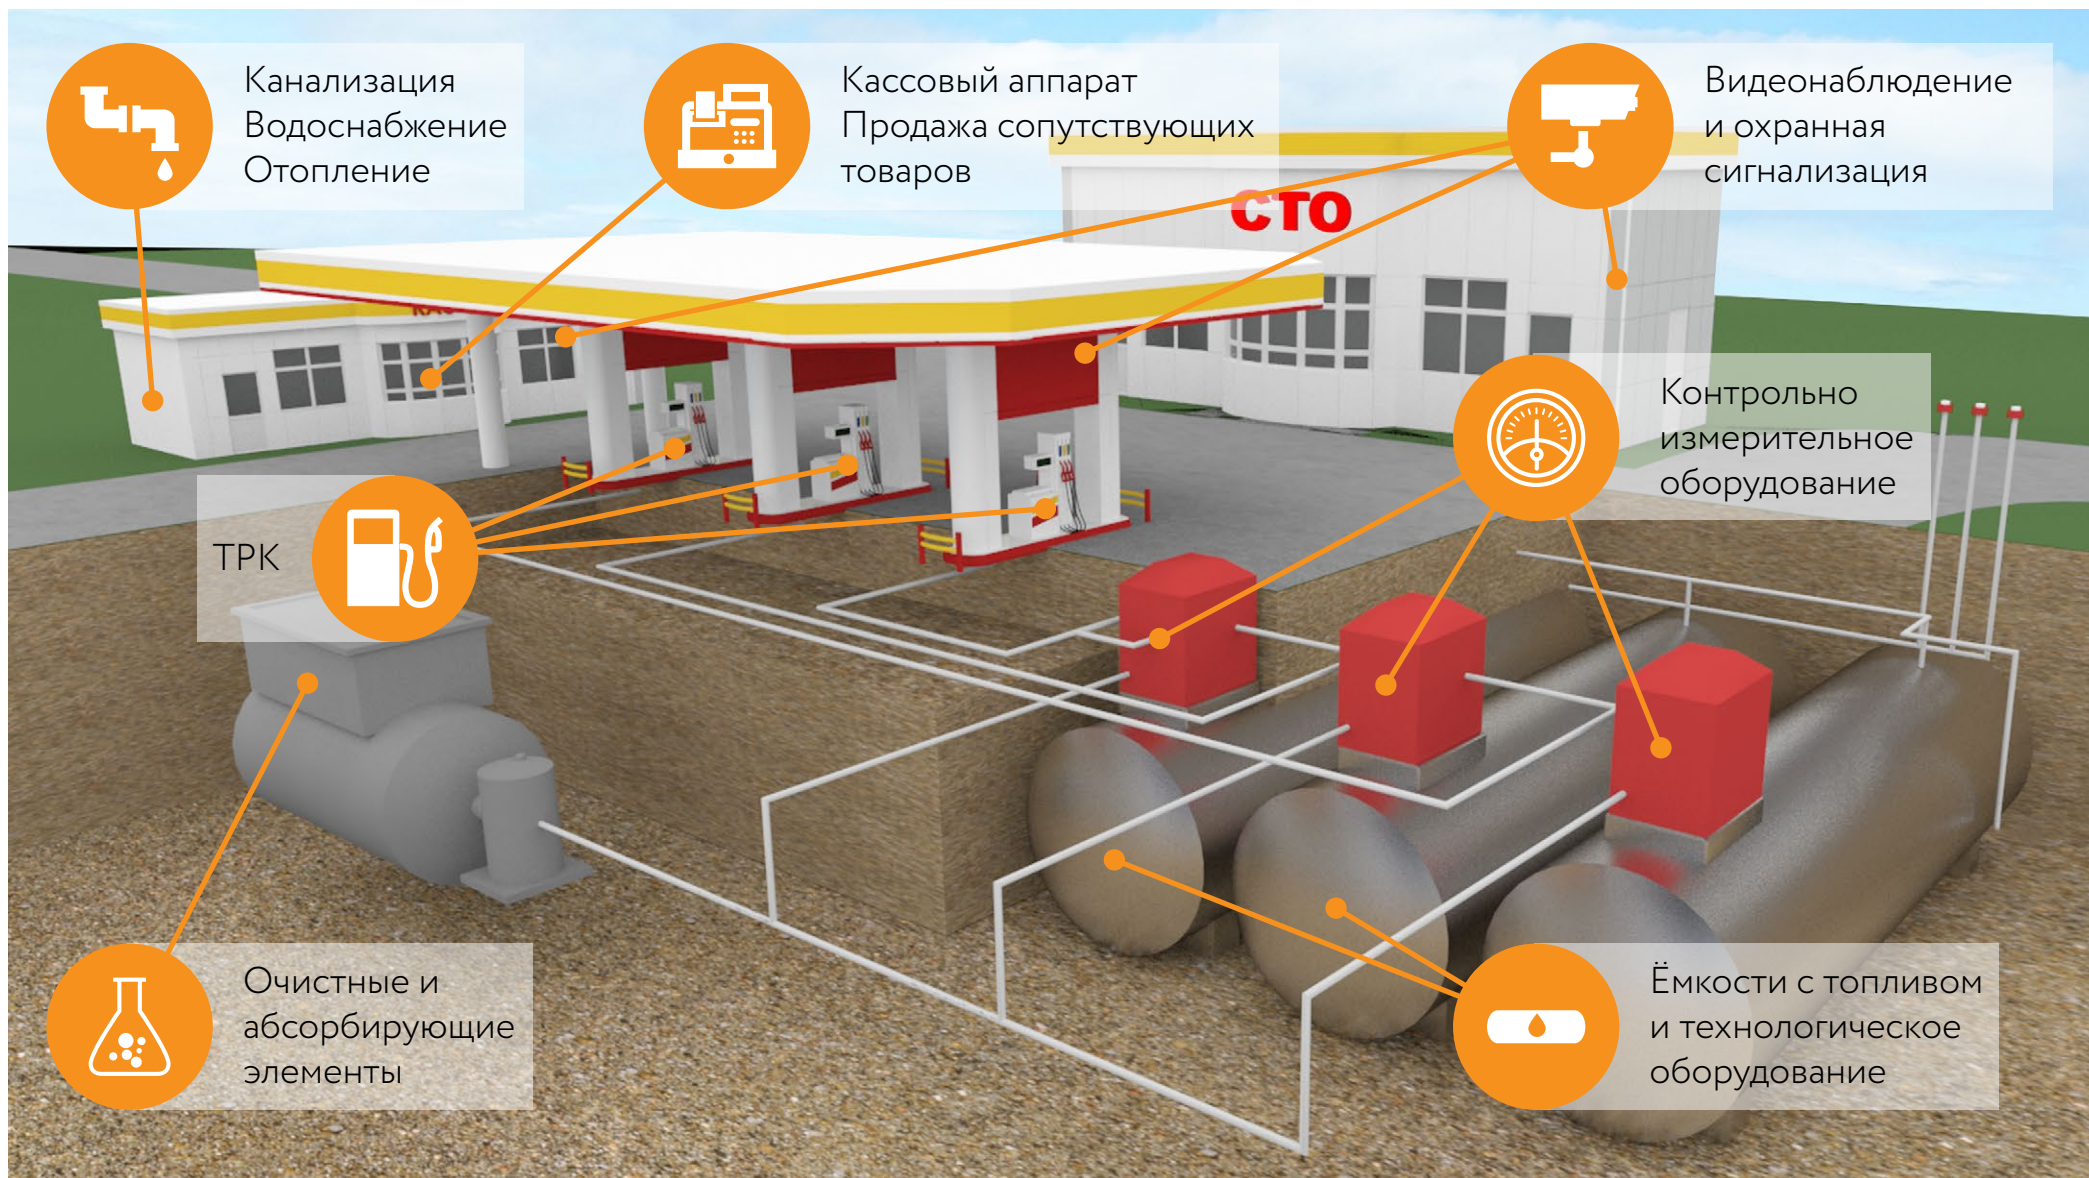 Канализация
Водоснабжение
Отопление
Кассовый аппарат
Продажа сопутствующих
товаров
Видеонаблюдение
и охранная
сигнализация
СТО
Контрольно
измерительное
оборудование
ТРК
Очистные и
абсорбирующие
элементы
Ёмкости с топливом
и технологическое
оборудование